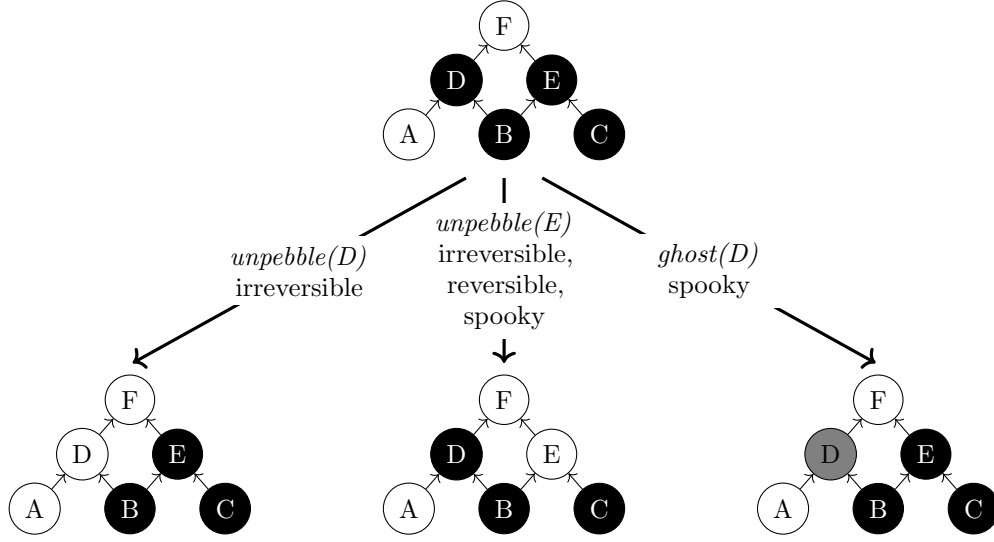 F
D E
A B C
unpebble(D)
irreversible
unpebble(E)
irreversible,
reversible,
spooky
ghost(D)
spooky
F
D E
A B C
F
D E
A B C
F
D E
A B C